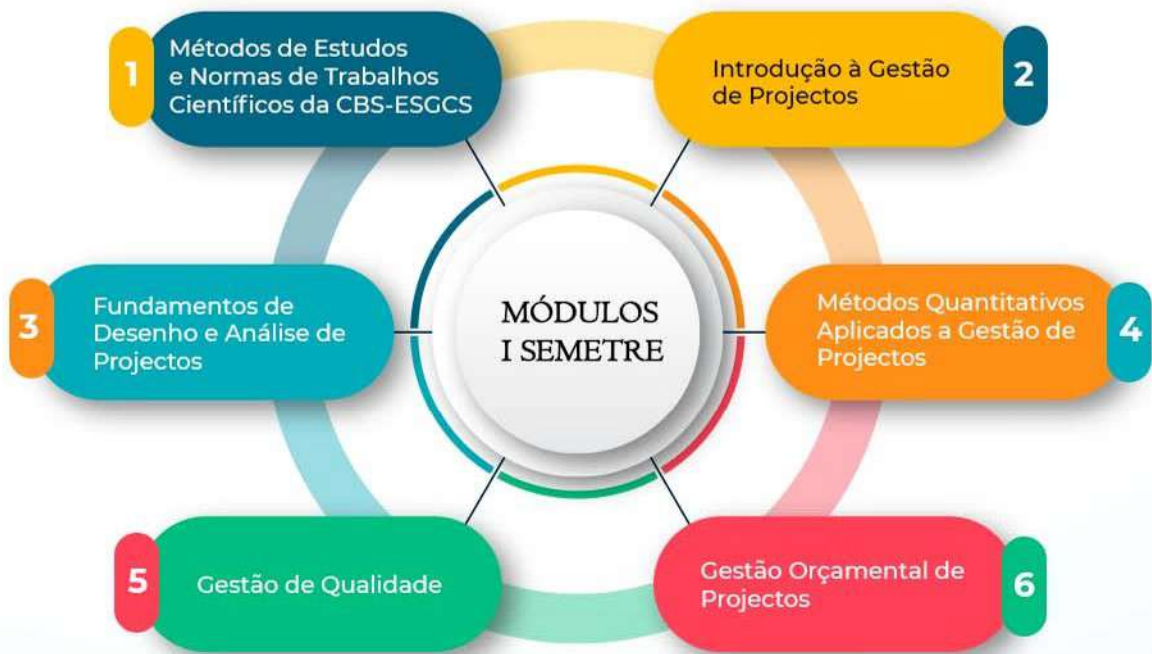 1
Métodos de Estudos
e Normas de Trabalhos
Científicos da CBS-ESGCS
Introdução à Gestão
de Projectos
2
3
Fundamentos de
Desenho e Análise de
Projectos
MÓDULOS
I SEMETRE
Métodos Quantitativos
Aplicados a Gestão de
Projectos
4
5
Gestão de Qualidade
Gestão Orçamental de
Projectos
6